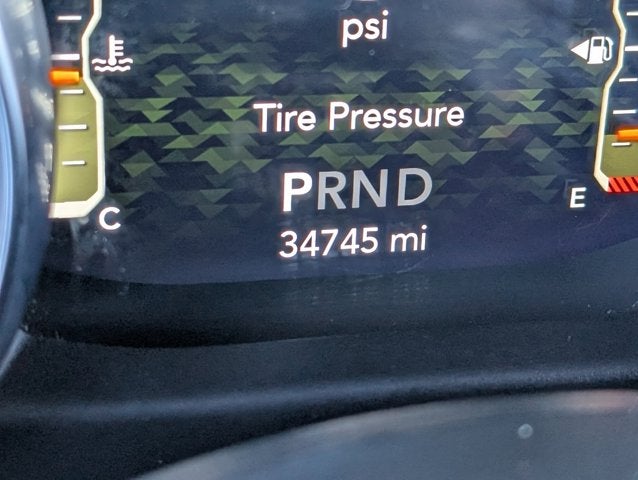 psi
Tire Pressure
PRND
34745 mi
C
E